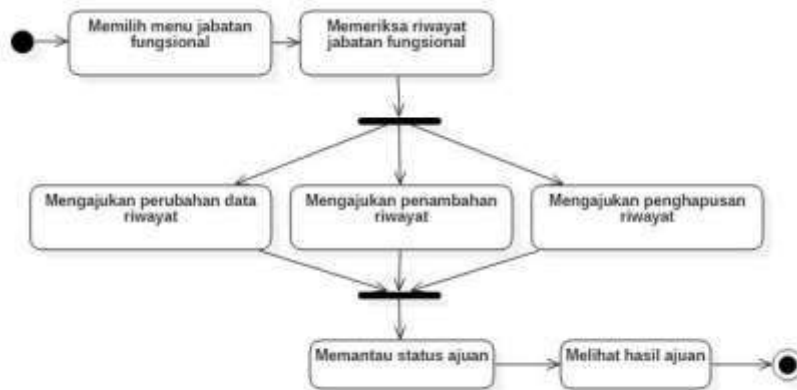 Memilih menu jabatan
fungsional
Memeriksa riwayat
jabatan fungsional
Mengajukan perubahan data
riwayat
Mengajukan penambahan
riwayat
Mengajukan penghapusan
riwayat
Memantau status ajuan
Melihat hasil ajuan